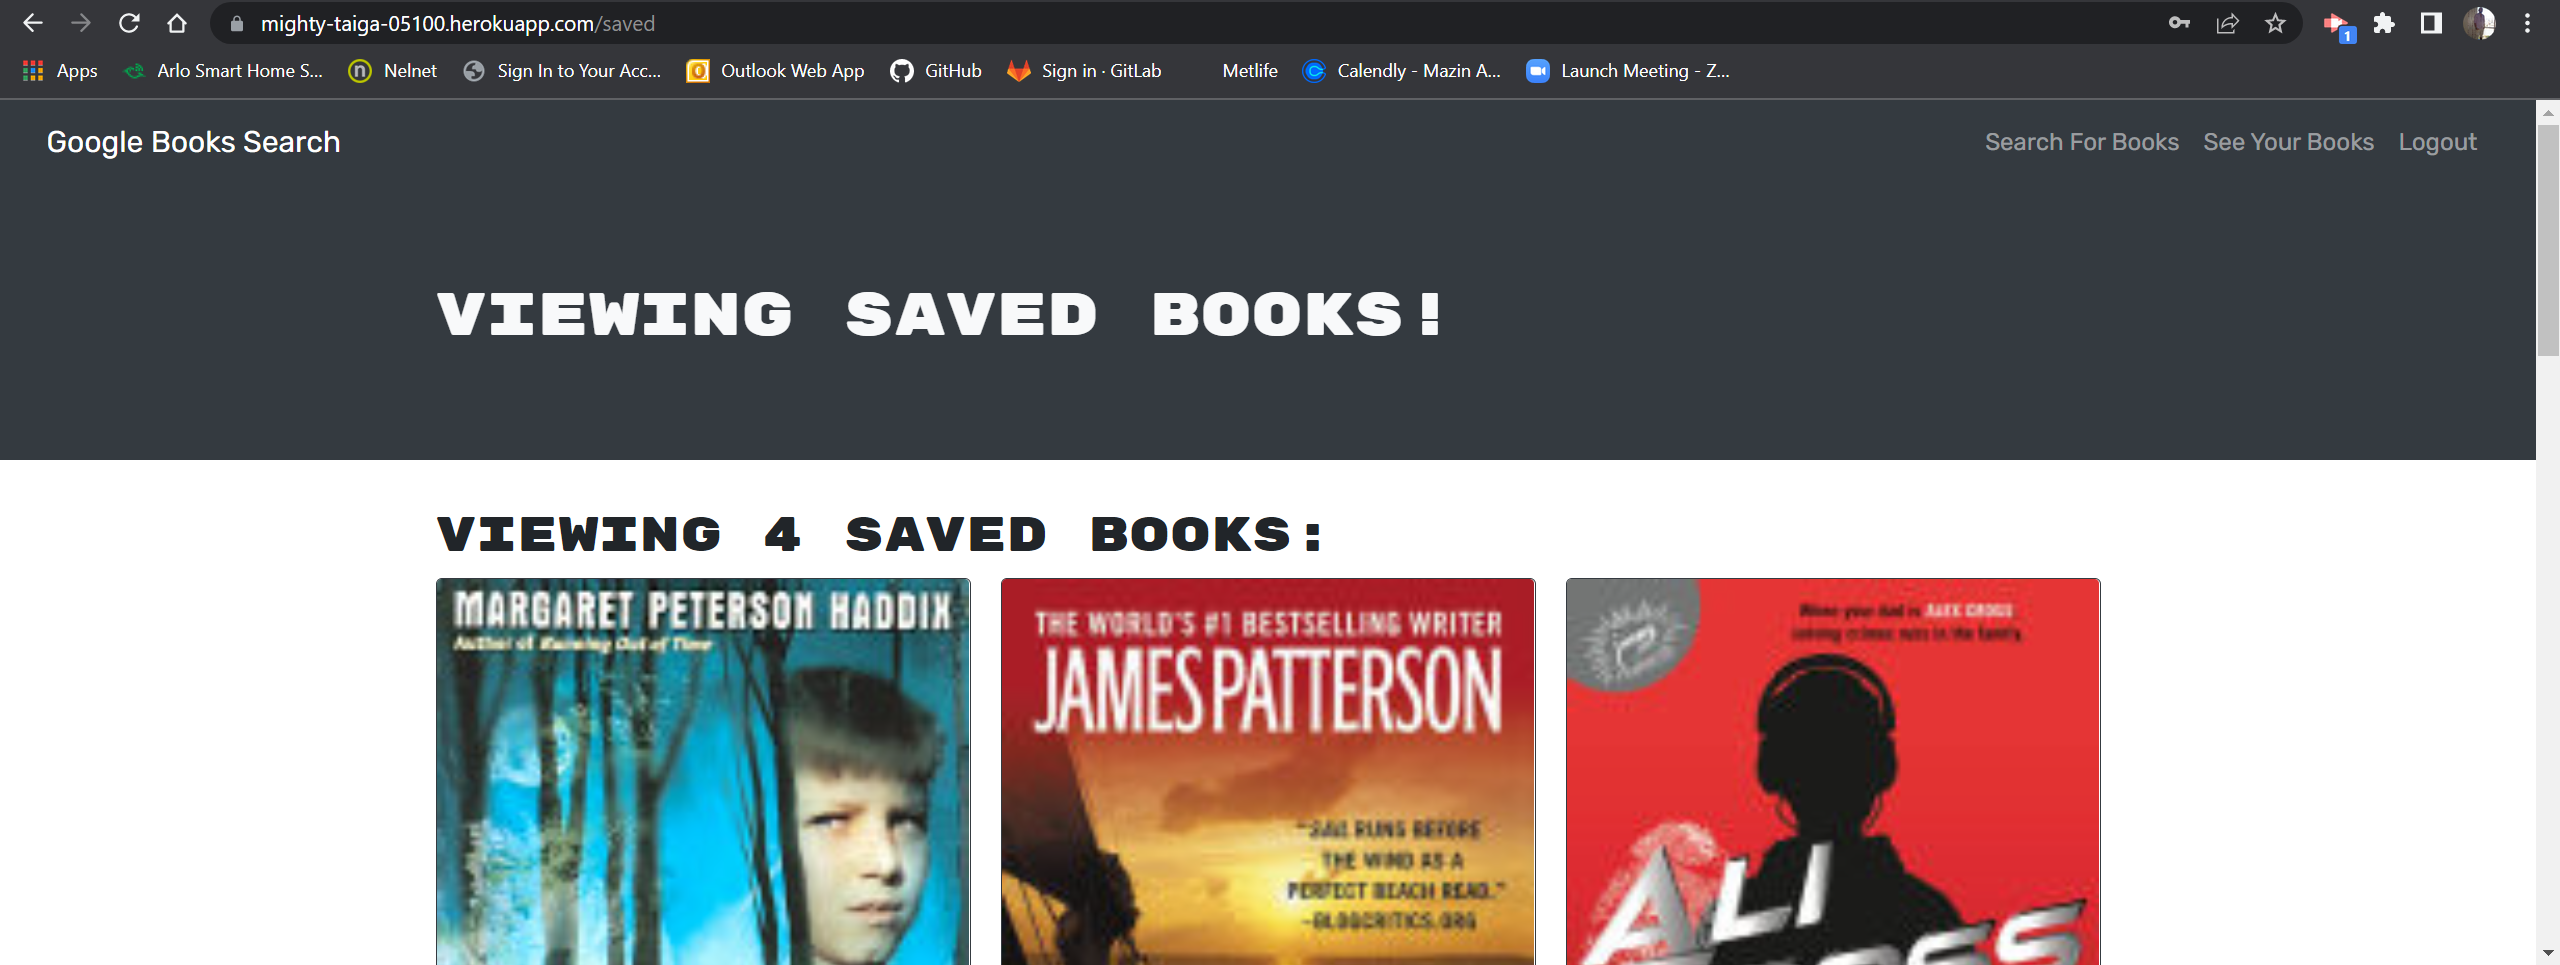 mighty-taiga-05100.herokuapp.com/saved
1
Apps
Arlo Smart Home S...
Nelnet
Sign In to Your Acc...
Outlook Web App
GitHub
Sign in · GitLab
Metlife
Calendly - Mazin A...
Launch Meeting - Z...
Google Books Search
Search For Books
See Your Books
Logout
VIEWING SAVED BOOKS!
VIEWING 4 SAVED BOOKS:
MARGARET PETERSON HADDIX
Author of Running Out of Time
THE WORLD'S #1 BESTSELLING WRITER
JAMES PATTERSON
"SAIL RUNS BEFORE
THE WIND AS A
PERFECT BEACH READ."
-BLOGCRITICS.ORG
When your dad is ALEX CROSS
solving crimes runs in the family.
ALI
CROSS